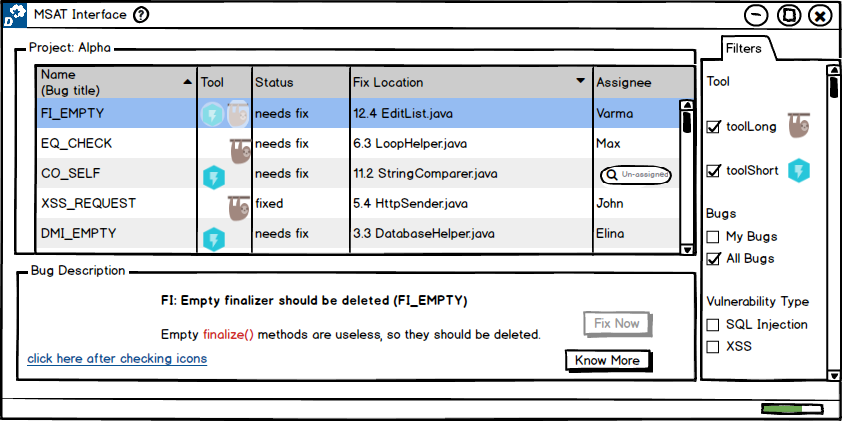 MSAT Interface ?
Project: Alpha
Filters
Name
(Bug title)
Tool
Status
Fix Location
Assignee
FI_EMPTY
needs fix
12.4 EditList.java
Varma
EQ_CHECK
needs fix
6.3 LoopHelper.java
Max
CO_SELF
needs fix
11.2 StringComparer.java
Un-assigned
XSS_REQUEST
fixed
5.4 HttpSender.java
John
DMI_EMPTY
needs fix
3.3 DatabaseHelper.java
Elina
Bug Description
FI: Empty finalizer should be deleted (FI_EMPTY)
Empty finalize() methods are useless, so they should be deleted.
Fix Now
click here after checking icons
Know More
Tool
toolLong
toolShort
Bugs
My Bugs
All Bugs
Vulnerability Type
SQL Injection
XSS